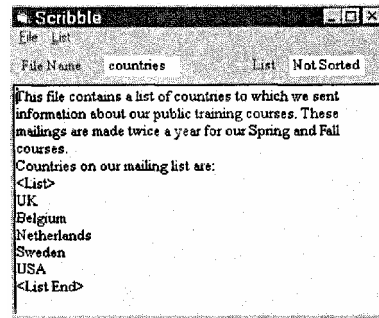 Scribble
File List
File Name countries List Not Sorted
This file contains a list of countries to which we sent
information about our public training courses. These
mailings are made twice a year for our Spring and Fall
courses.
Countries on our mailing list are:
<List>
UK
Belgium
Netherlands
Sweden
USA
<List End>